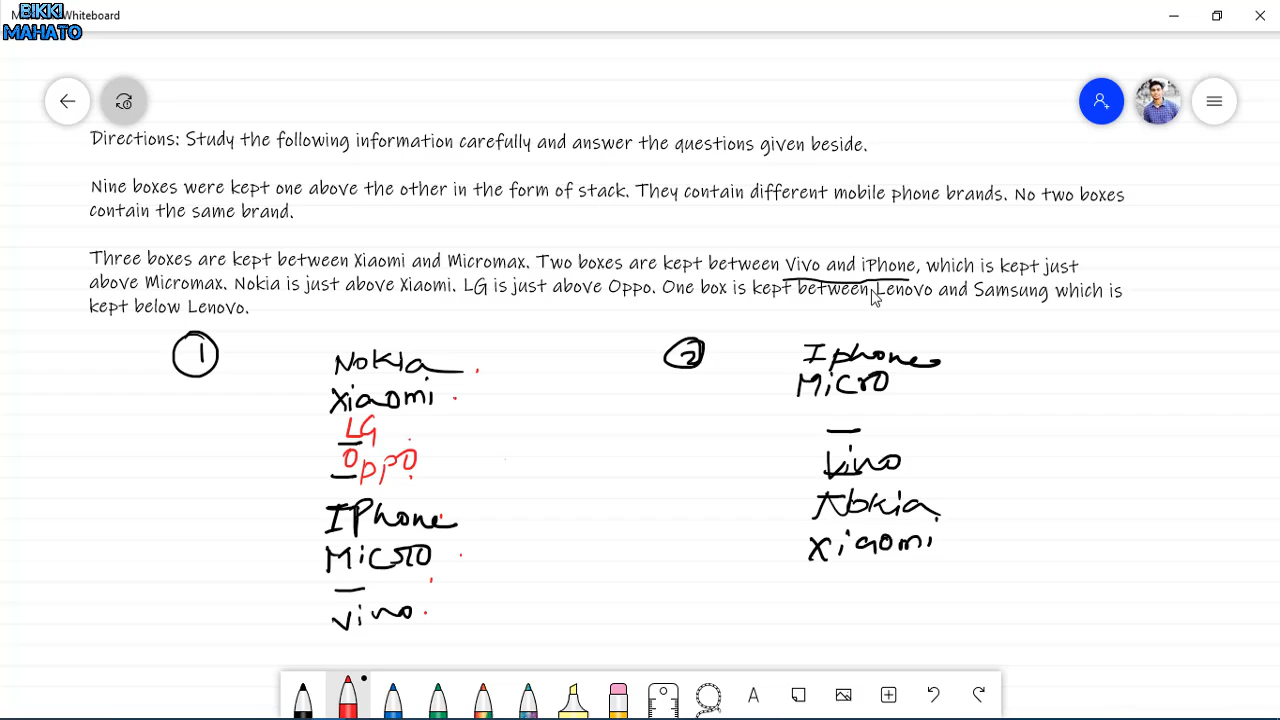 BIKKI
MAHATO
Whiteboard
Directions: Study the following information carefully and answer the questions given beside.
Nine boxes were kept one above the other in the form of stack. They contain different mobile phone brands. No two boxes
contain the same brand.
Three boxes are kept between Xiaomi and Micromax. Two boxes are kept between Vivo and iPhone, which is kept just
above Micromax. Nokia is just above Xiaomi. LG is just above Oppo. One box is kept between Lenovo and Samsung which is
kept below Lenovo.
1
Nokia
Xiaomi
LG
OppO
IPhone
Micro
Vivo
2
Iphone
Micro
Vivo
Nokia
Xiaomi
A